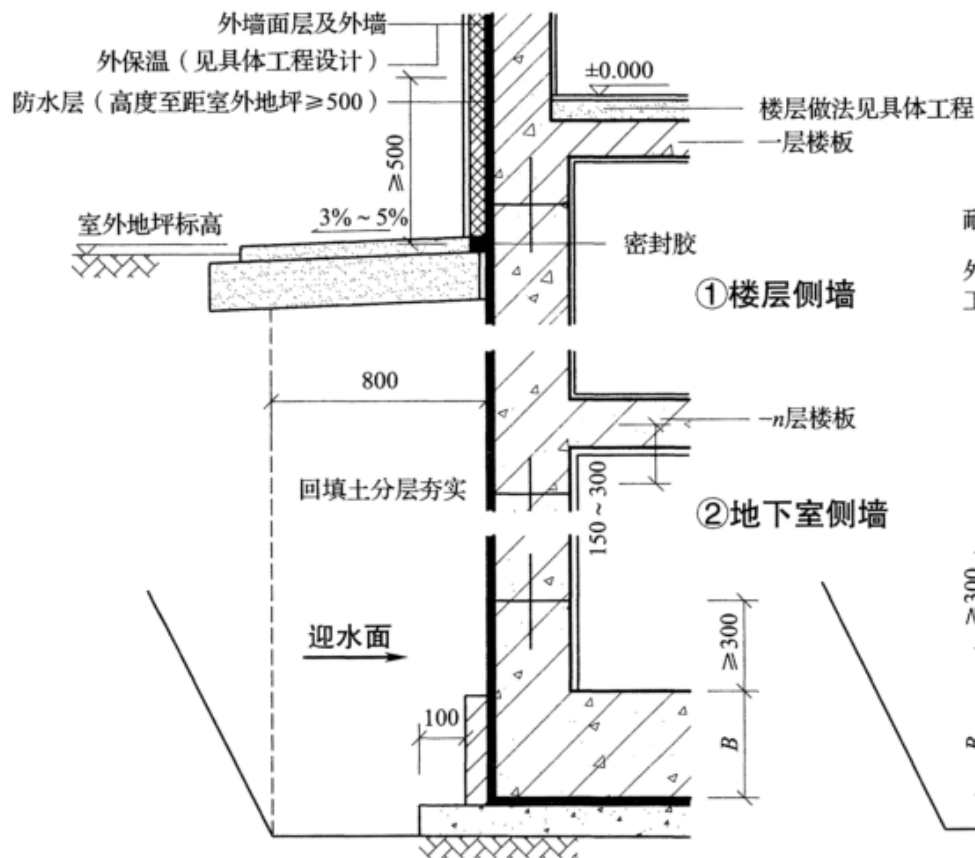 外墙面层及外墙
外保温（见具体工程设计）
防水层（高度至距室外地坪≥500）
±0.000
楼层做法见具体工程
一层楼板
≥500
室外地坪标高
3%~5%
密封胶
①楼层侧墙
800
-n层楼板
回填土分层夯实
150~300
②地下室侧墙
迎水面
≥300
100
B
≥300